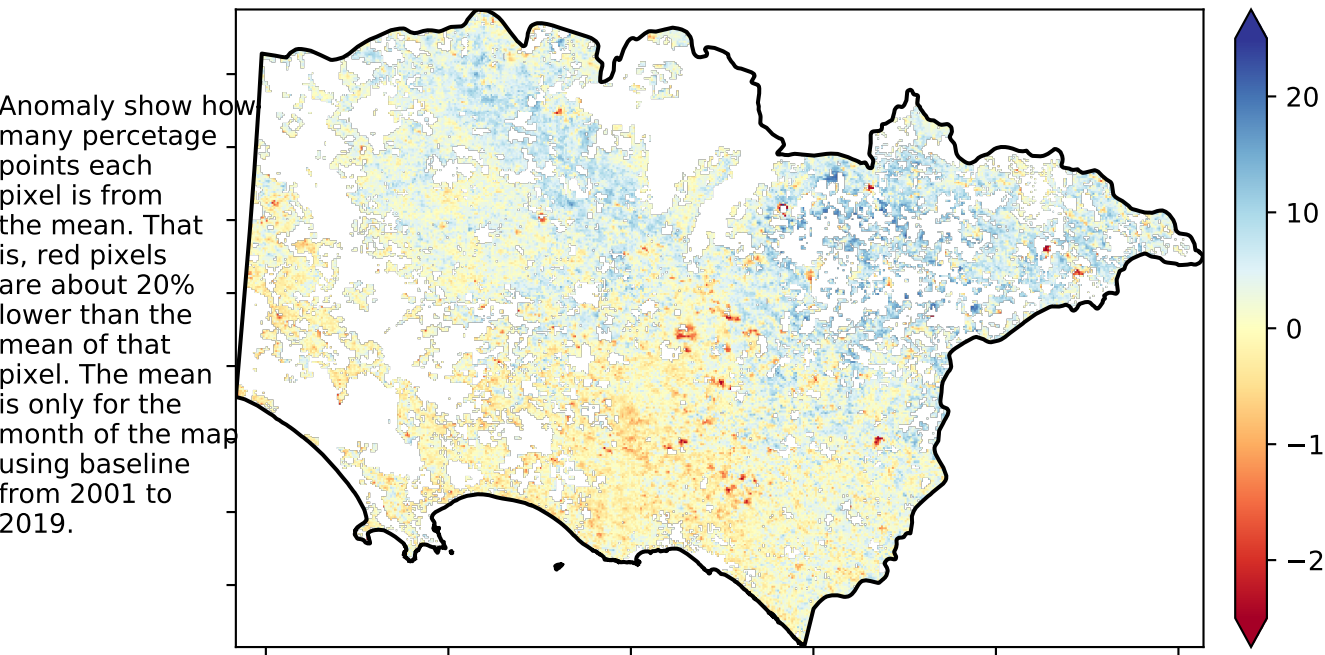 Anomaly show how
many percetage
points each
pixel is from
the mean. That
is, red pixels
are about 20%
lower than the
mean of that
pixel. The mean
is only for the
month of the map
using baseline
from 2001 to
2019.
20
10
0
−1
−2